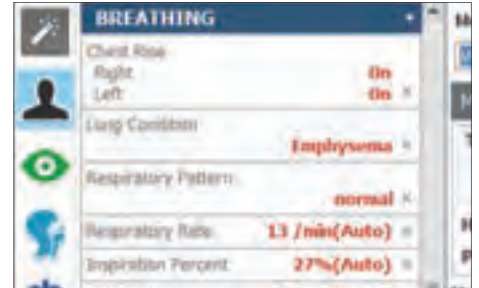 BREATHING
Chest Rise
Right On
Left On ×
Lung Condition
Emphysema
Respiratory Pattern
normal ×
Respiratory Rate 13 /min(Auto)
Inspiration Percent 27%(Auto)